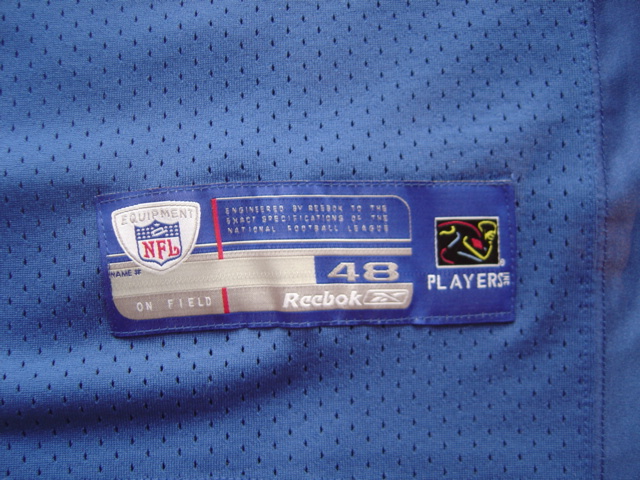 EQUIPMENT
NFL
ENGINEERED BY REEBOK TO THE
EXACT SPECIFICATIONS OF THE
NATIONAL FOOTBALL LEAGUE
NAME #
48
ON FIELD
Reebok
PLAYERS INC